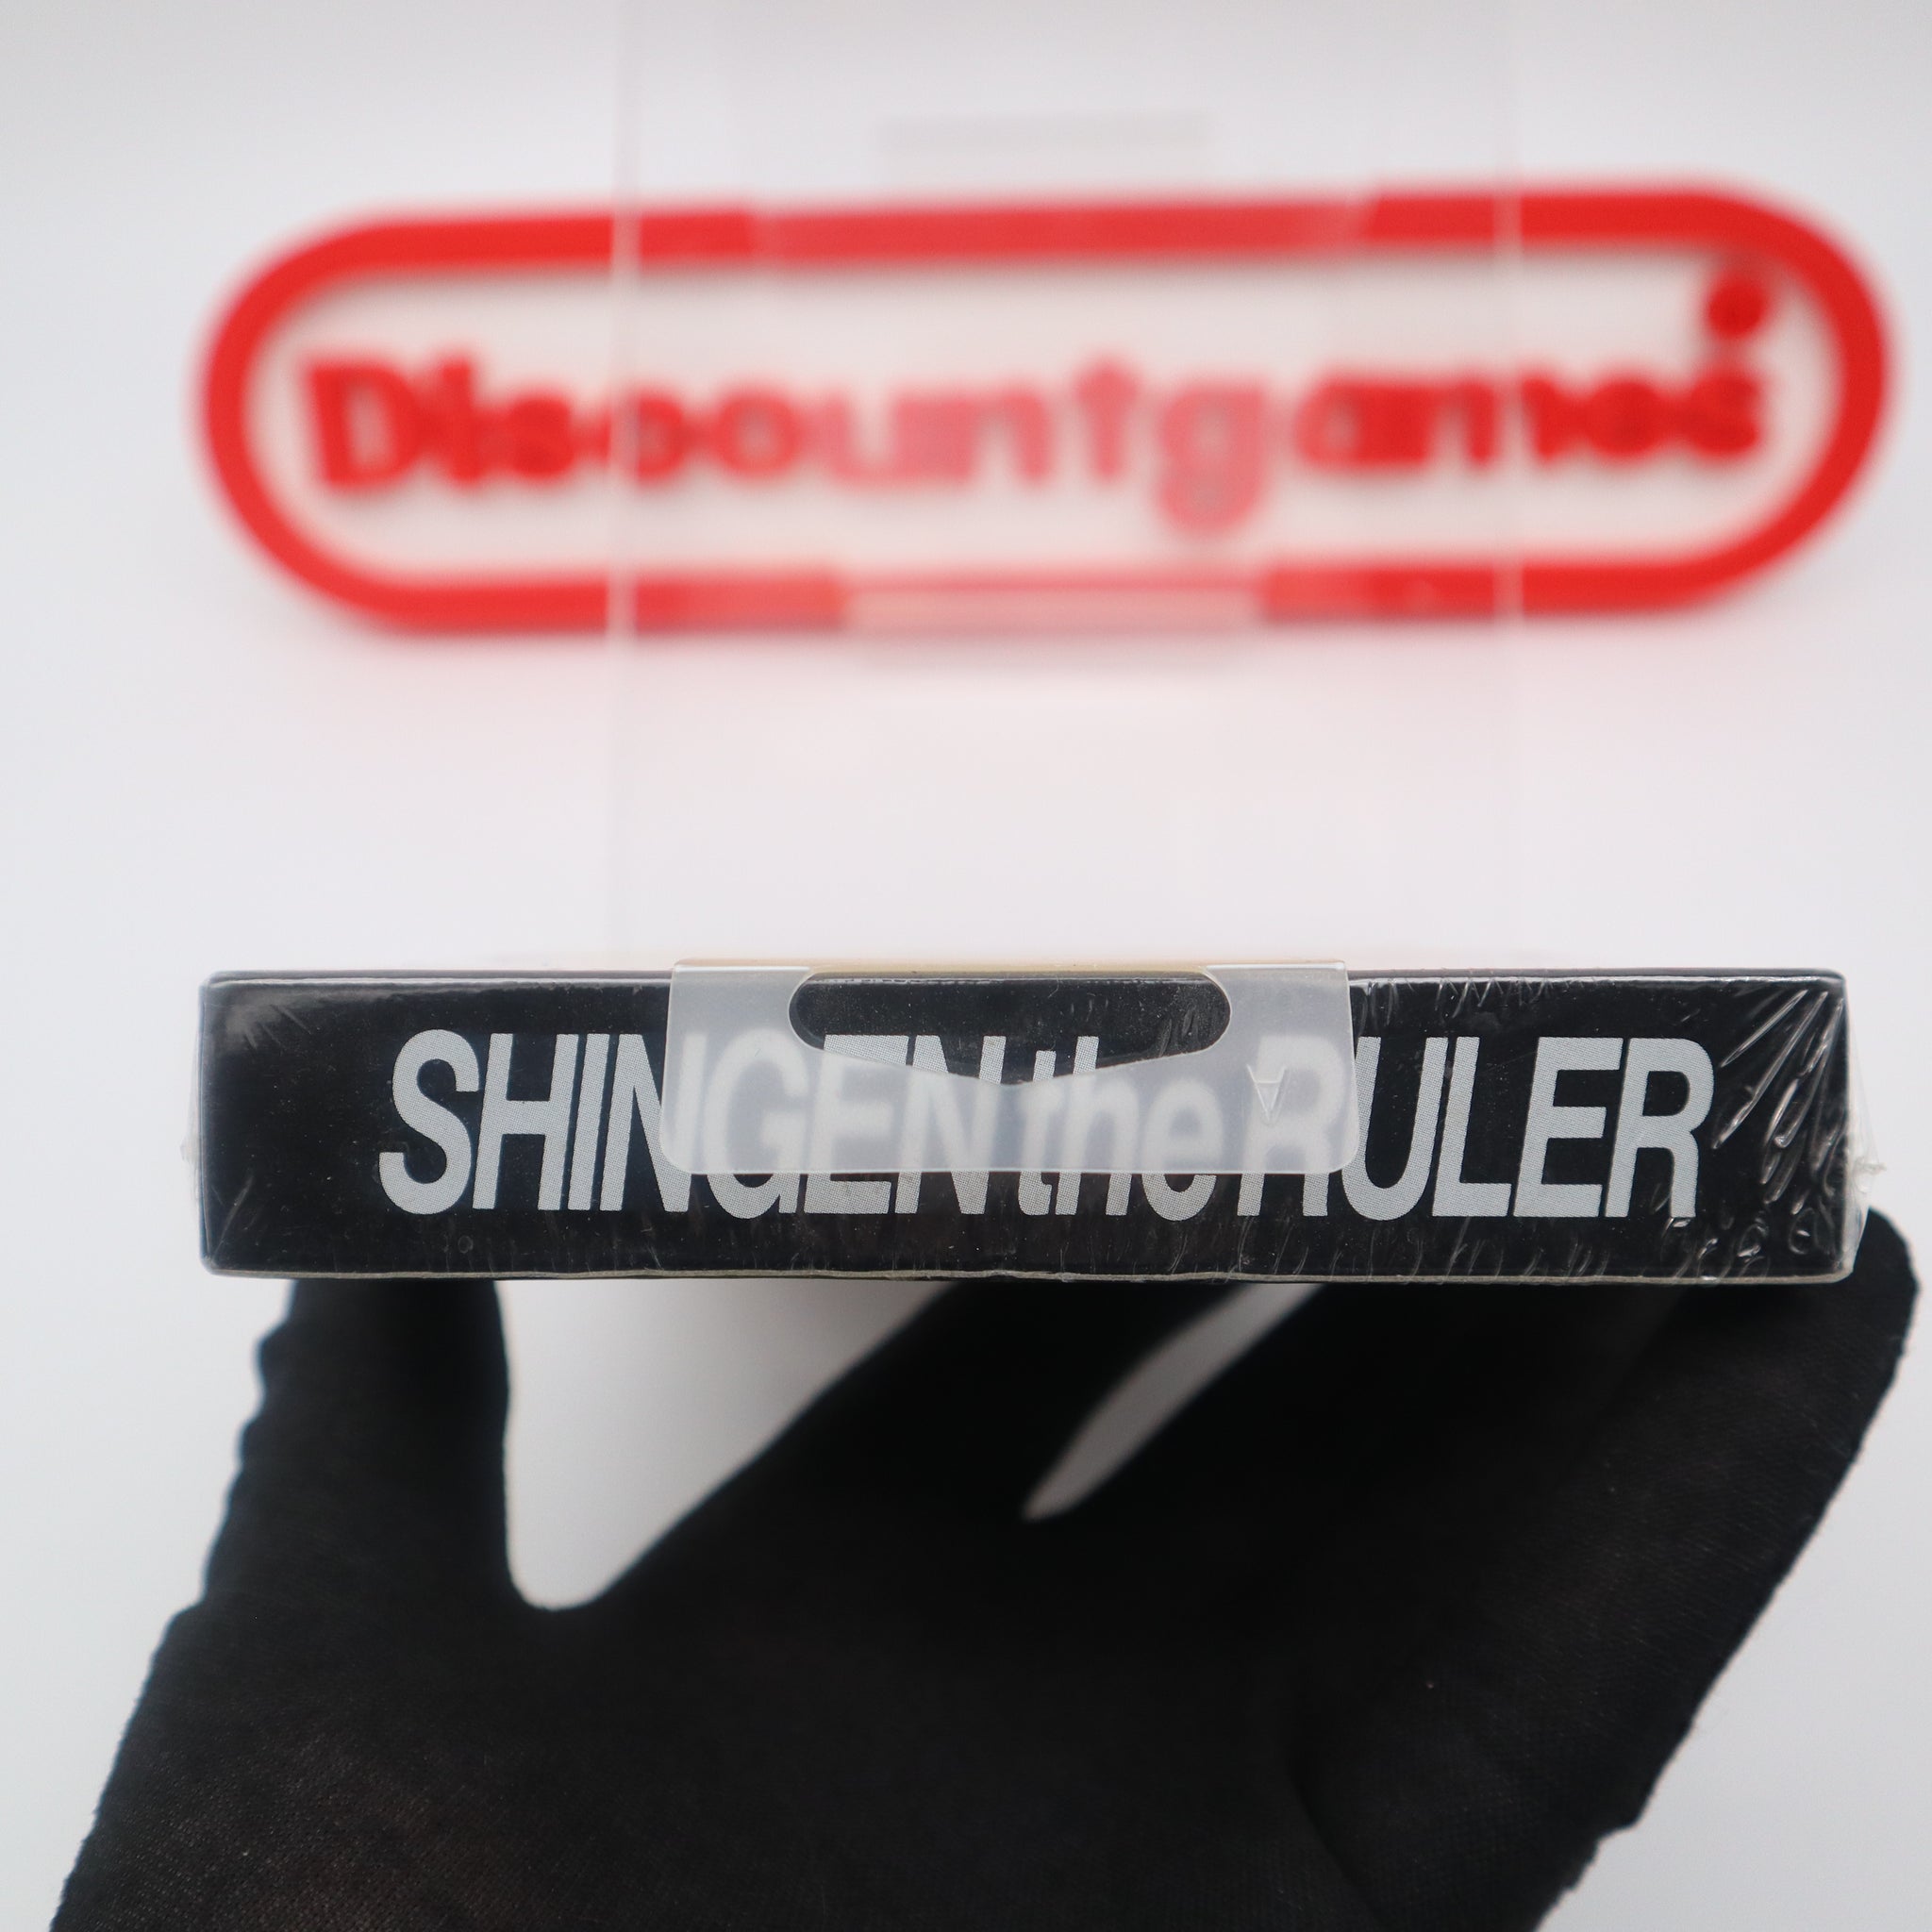 Discountgames
SHINGEN the RULER
A